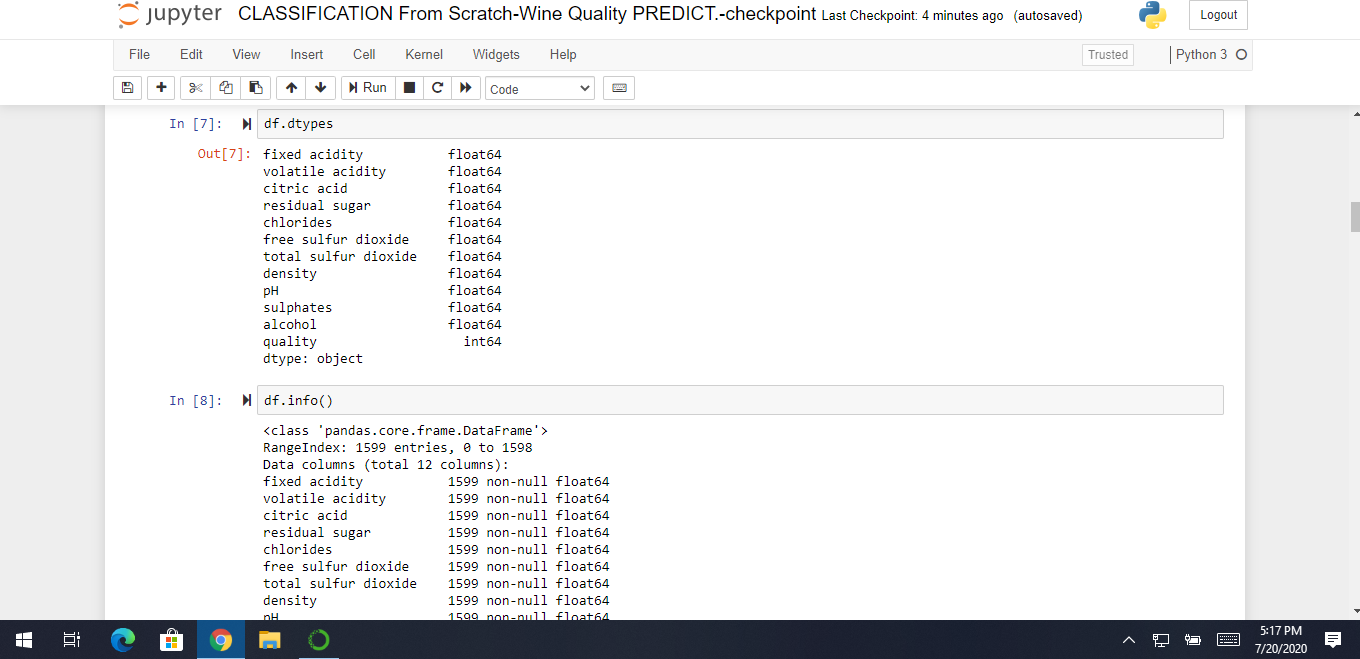 jupyter CLASSIFICATION From Scratch-Wine Quality PREDICT.-checkpoint Last Checkpoint: 4 minutes ago (autosaved) Logout
File Edit View Insert Cell Kernel Widgets Help Trusted Python 3
Run Code
In [7]: df.dtypes
Out[7]: fixed acidity float64
volatile acidity float64
citric acid float64
residual sugar float64
chlorides float64
free sulfur dioxide float64
total sulfur dioxide float64
density float64
pH float64
sulphates float64
alcohol float64
quality int64
dtype: object
In [8]: df.info()
<class 'pandas.core.frame.DataFrame'>
RangeIndex: 1599 entries, 0 to 1598
Data columns (total 12 columns):
fixed acidity 1599 non-null float64
volatile acidity 1599 non-null float64
citric acid 1599 non-null float64
residual sugar 1599 non-null float64
chlorides 1599 non-null float64
free sulfur dioxide 1599 non-null float64
total sulfur dioxide 1599 non-null float64
density 1599 non-null float64
pH 1599 non-null float64
5:17 PM
7/20/2020